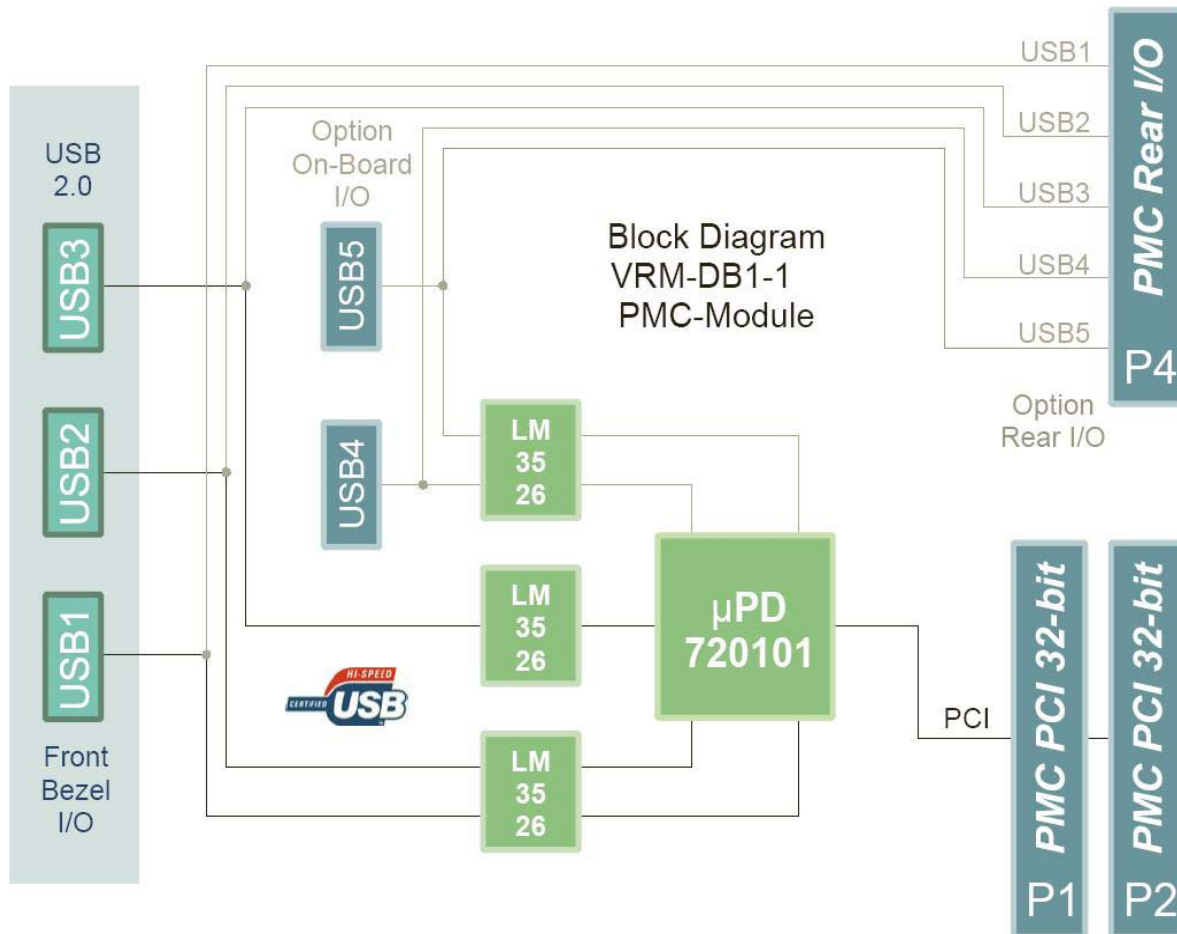 USB
2.0
USB3
USB2
USB1
Front
Bezel
I/O
Option
On-Board
I/O
USB5
USB4
Block Diagram
VRM-DB1-1
PMC-Module
LM
35
26
LM
35
26
LM
35
26
HI-SPEED
CERTIFIED
USB
µPD
720101
USB1
USB2
USB3
USB4
USB5
PMC Rear I/O
P4
Option
Rear I/O
PCI
PMC PCI 32-bit
P1
PMC PCI 32-bit
P2